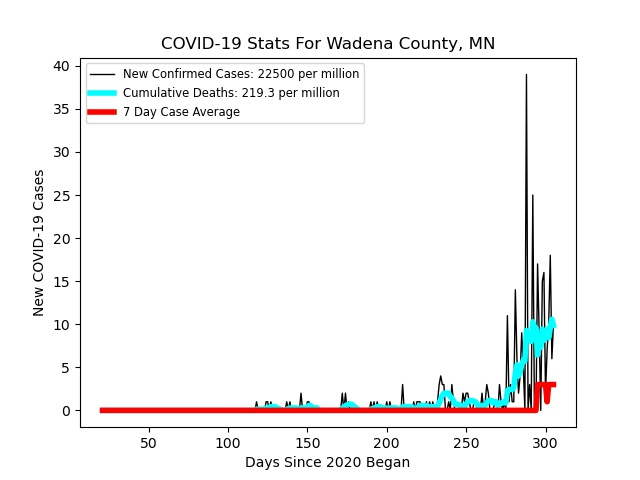 COVID-19 Stats For Wadena County, MN
New Confirmed Cases: 22500 per million
Cumulative Deaths: 219.3 per million
7 Day Case Average
40
35
30
25
20
15
10
5
0
New COVID-19 Cases
50 100 150 200 250 300
Days Since 2020 Began